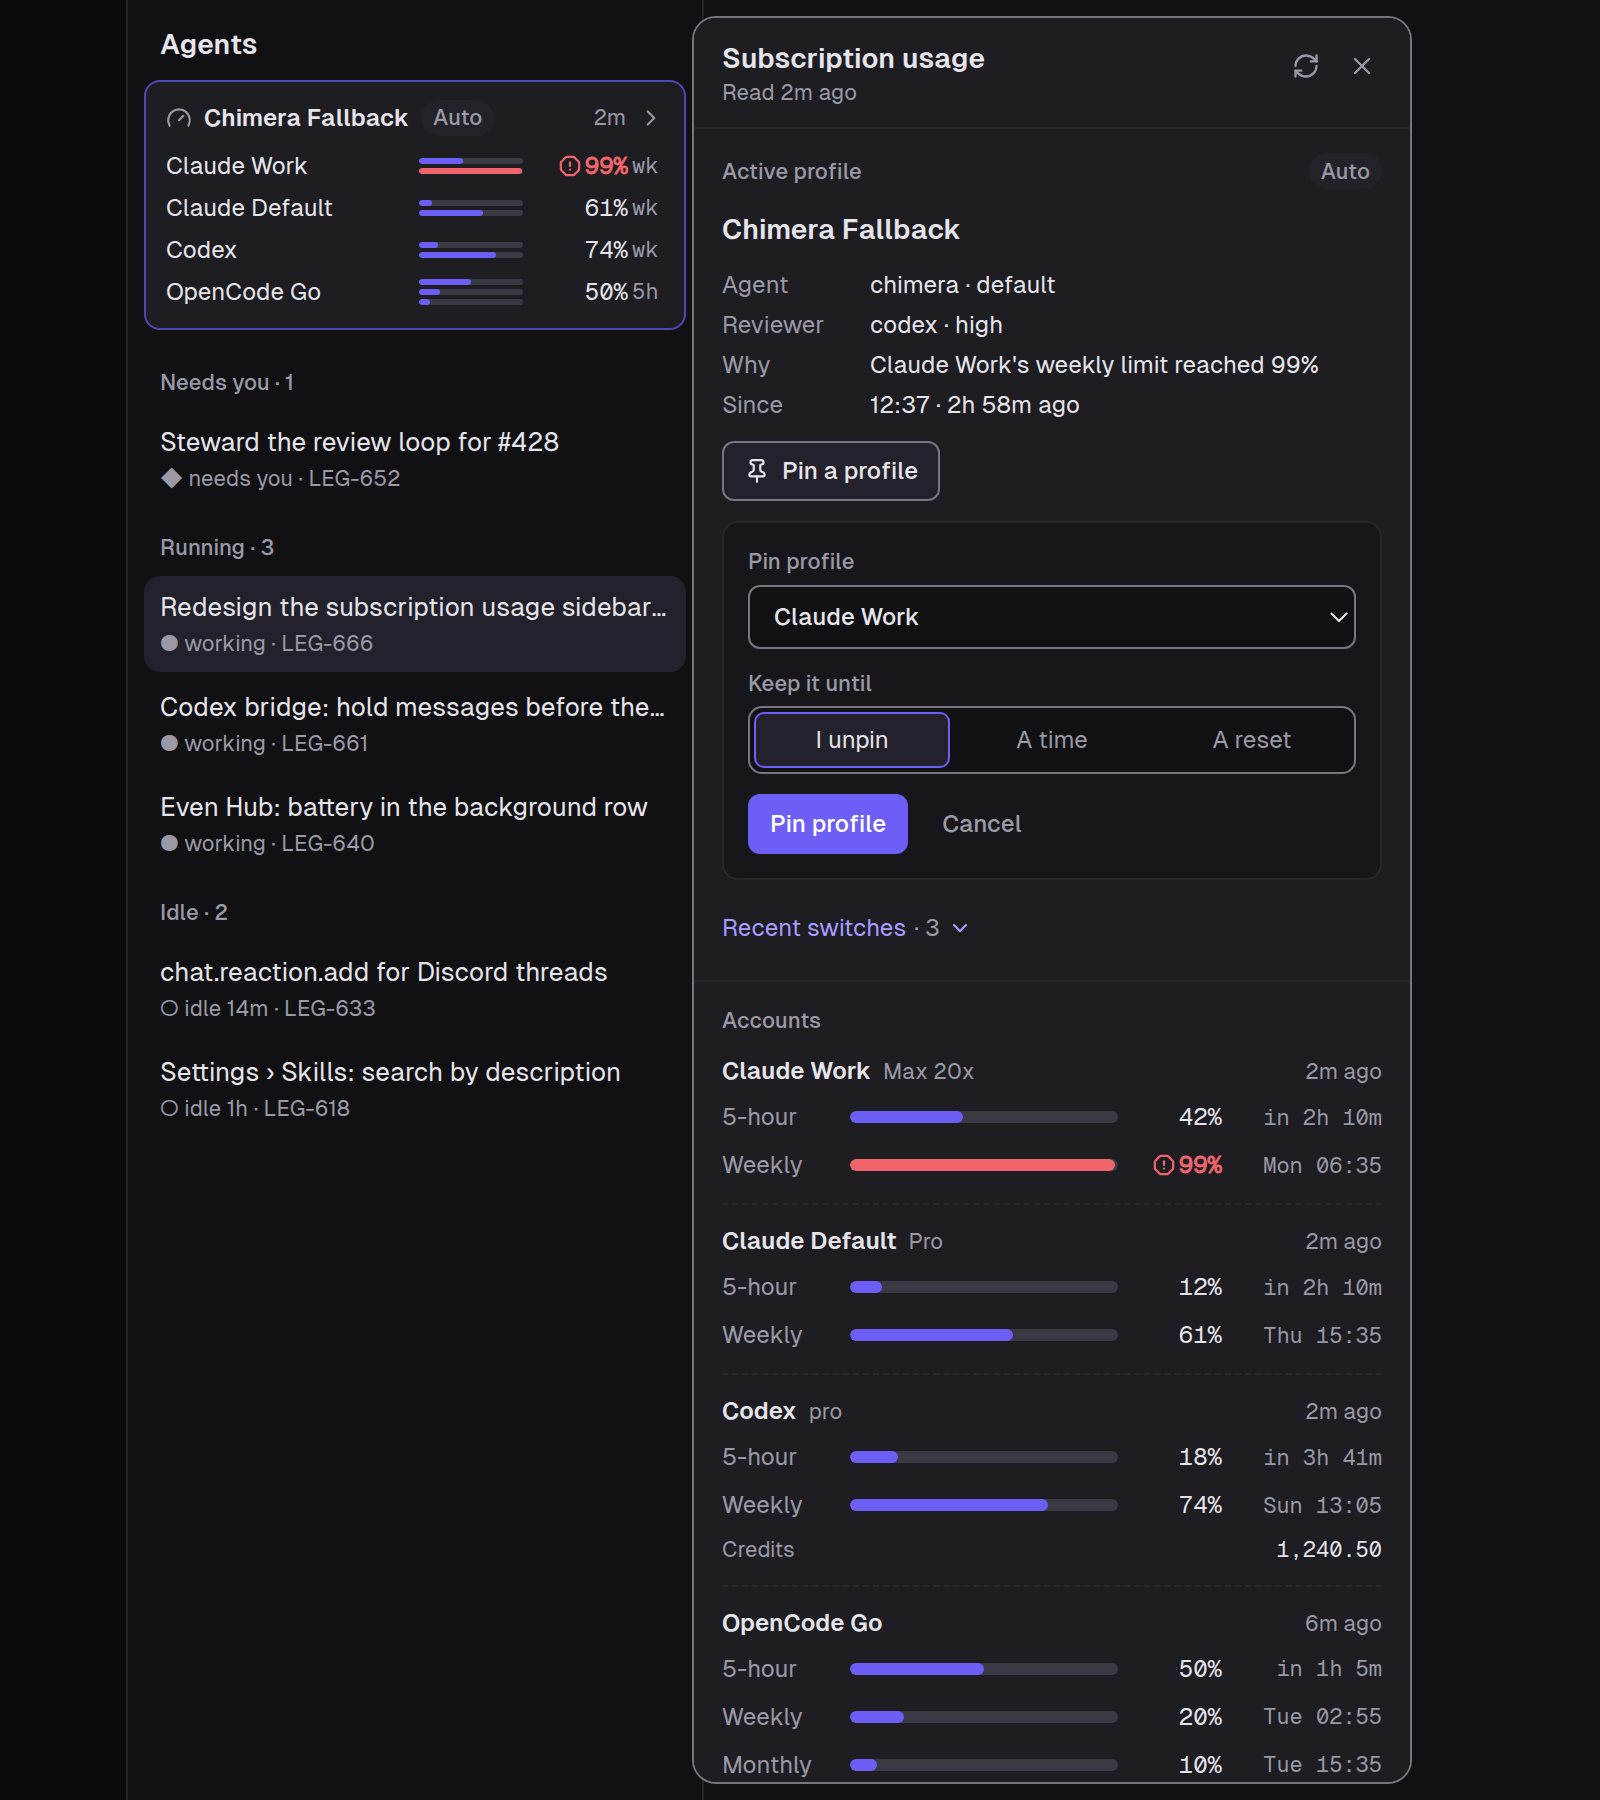 Agents
Chimera Fallback Auto 2m
Claude Work 99% wk
Claude Default 61% wk
Codex 74% wk
OpenCode Go 50% 5h
Needs you · 1
Steward the review loop for #428
needs you · LEG-652
Running · 3
Redesign the subscription usage sidebar...
working · LEG-666
Codex bridge: hold messages before the...
working · LEG-661
Even Hub: battery in the background row
working · LEG-640
Idle · 2
chat.reaction.add for Discord threads
idle 14m · LEG-633
Settings › Skills: search by description
idle 1h · LEG-618
Subscription usage
Read 2m ago
Active profile Auto
Chimera Fallback
Agent chimera · default
Reviewer codex · high
Why Claude Work's weekly limit reached 99%
Since 12:37 · 2h 58m ago
Pin a profile
Pin profile
Claude Work
Keep it until
I unpin A time A reset
Pin profile Cancel
Recent switches · 3
Accounts
Claude Work Max 20x 2m ago
5-hour 42% in 2h 10m
Weekly 99% Mon 06:35
Claude Default Pro 2m ago
5-hour 12% in 2h 10m
Weekly 61% Thu 15:35
Codex pro 2m ago
5-hour 18% in 3h 41m
Weekly 74% Sun 13:05
Credits 1,240.50
OpenCode Go 6m ago
5-hour 50% in 1h 5m
Weekly 20% Tue 02:55
Monthly 10% Tue 15:35